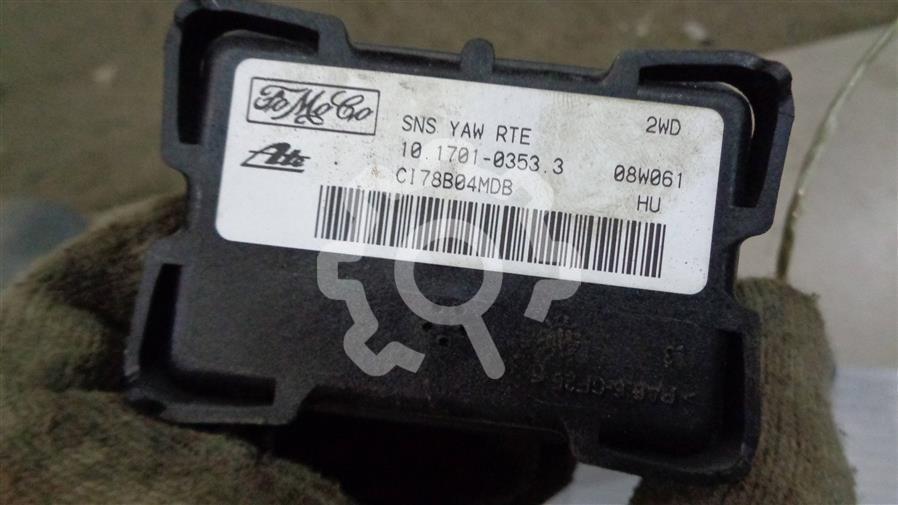 FoMoCo
SNS YAW RTE 2WD
Ate
10.1701-0353.3 08W061
CI78B04MDB HU